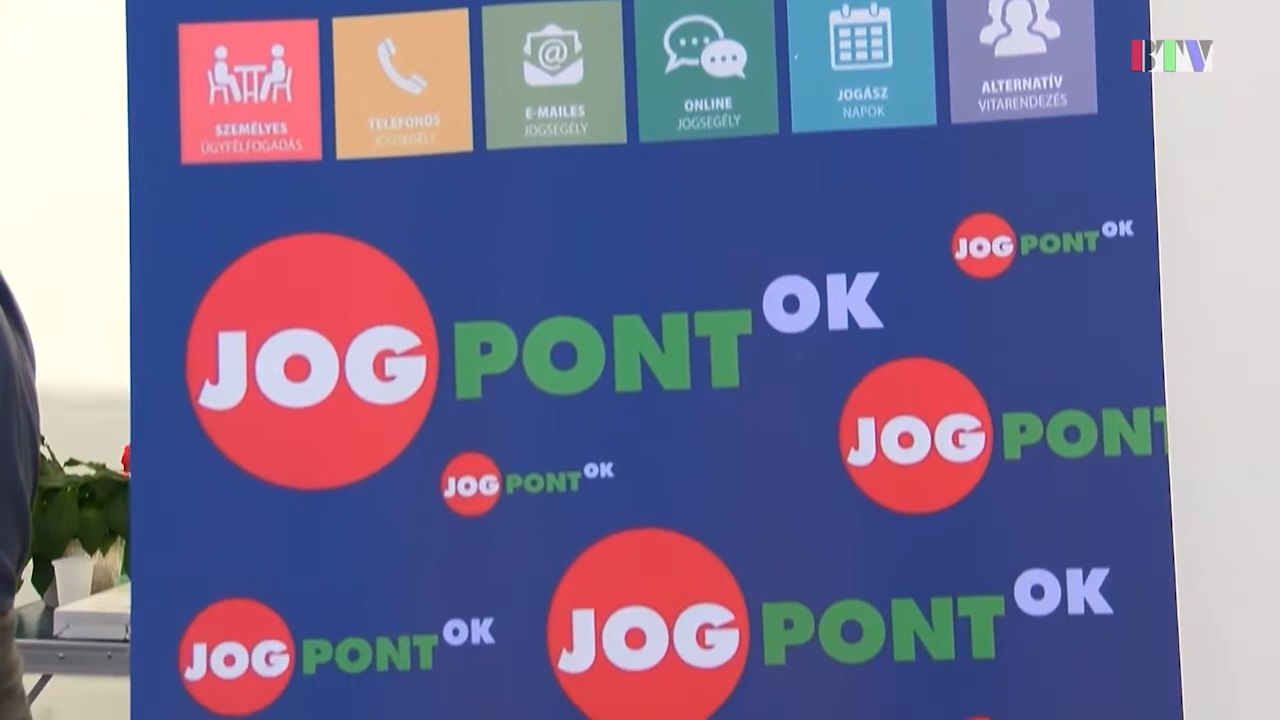 BTV
SZEMÉLYES
ÜGYFÉLFOGADÁS
TELEFONOS
JOGSEGÉLY
E-MAILES
JOGSEGÉLY
ONLINE
JOGSEGÉLY
JOGÁSZ
NAPOK
ALTERNATÍV
VITARENDEZÉS
JOG PONT OK
JOG PONT OK
JOG PONT
JOG PONT OK
JOG PONT OK
JOG PONT OK